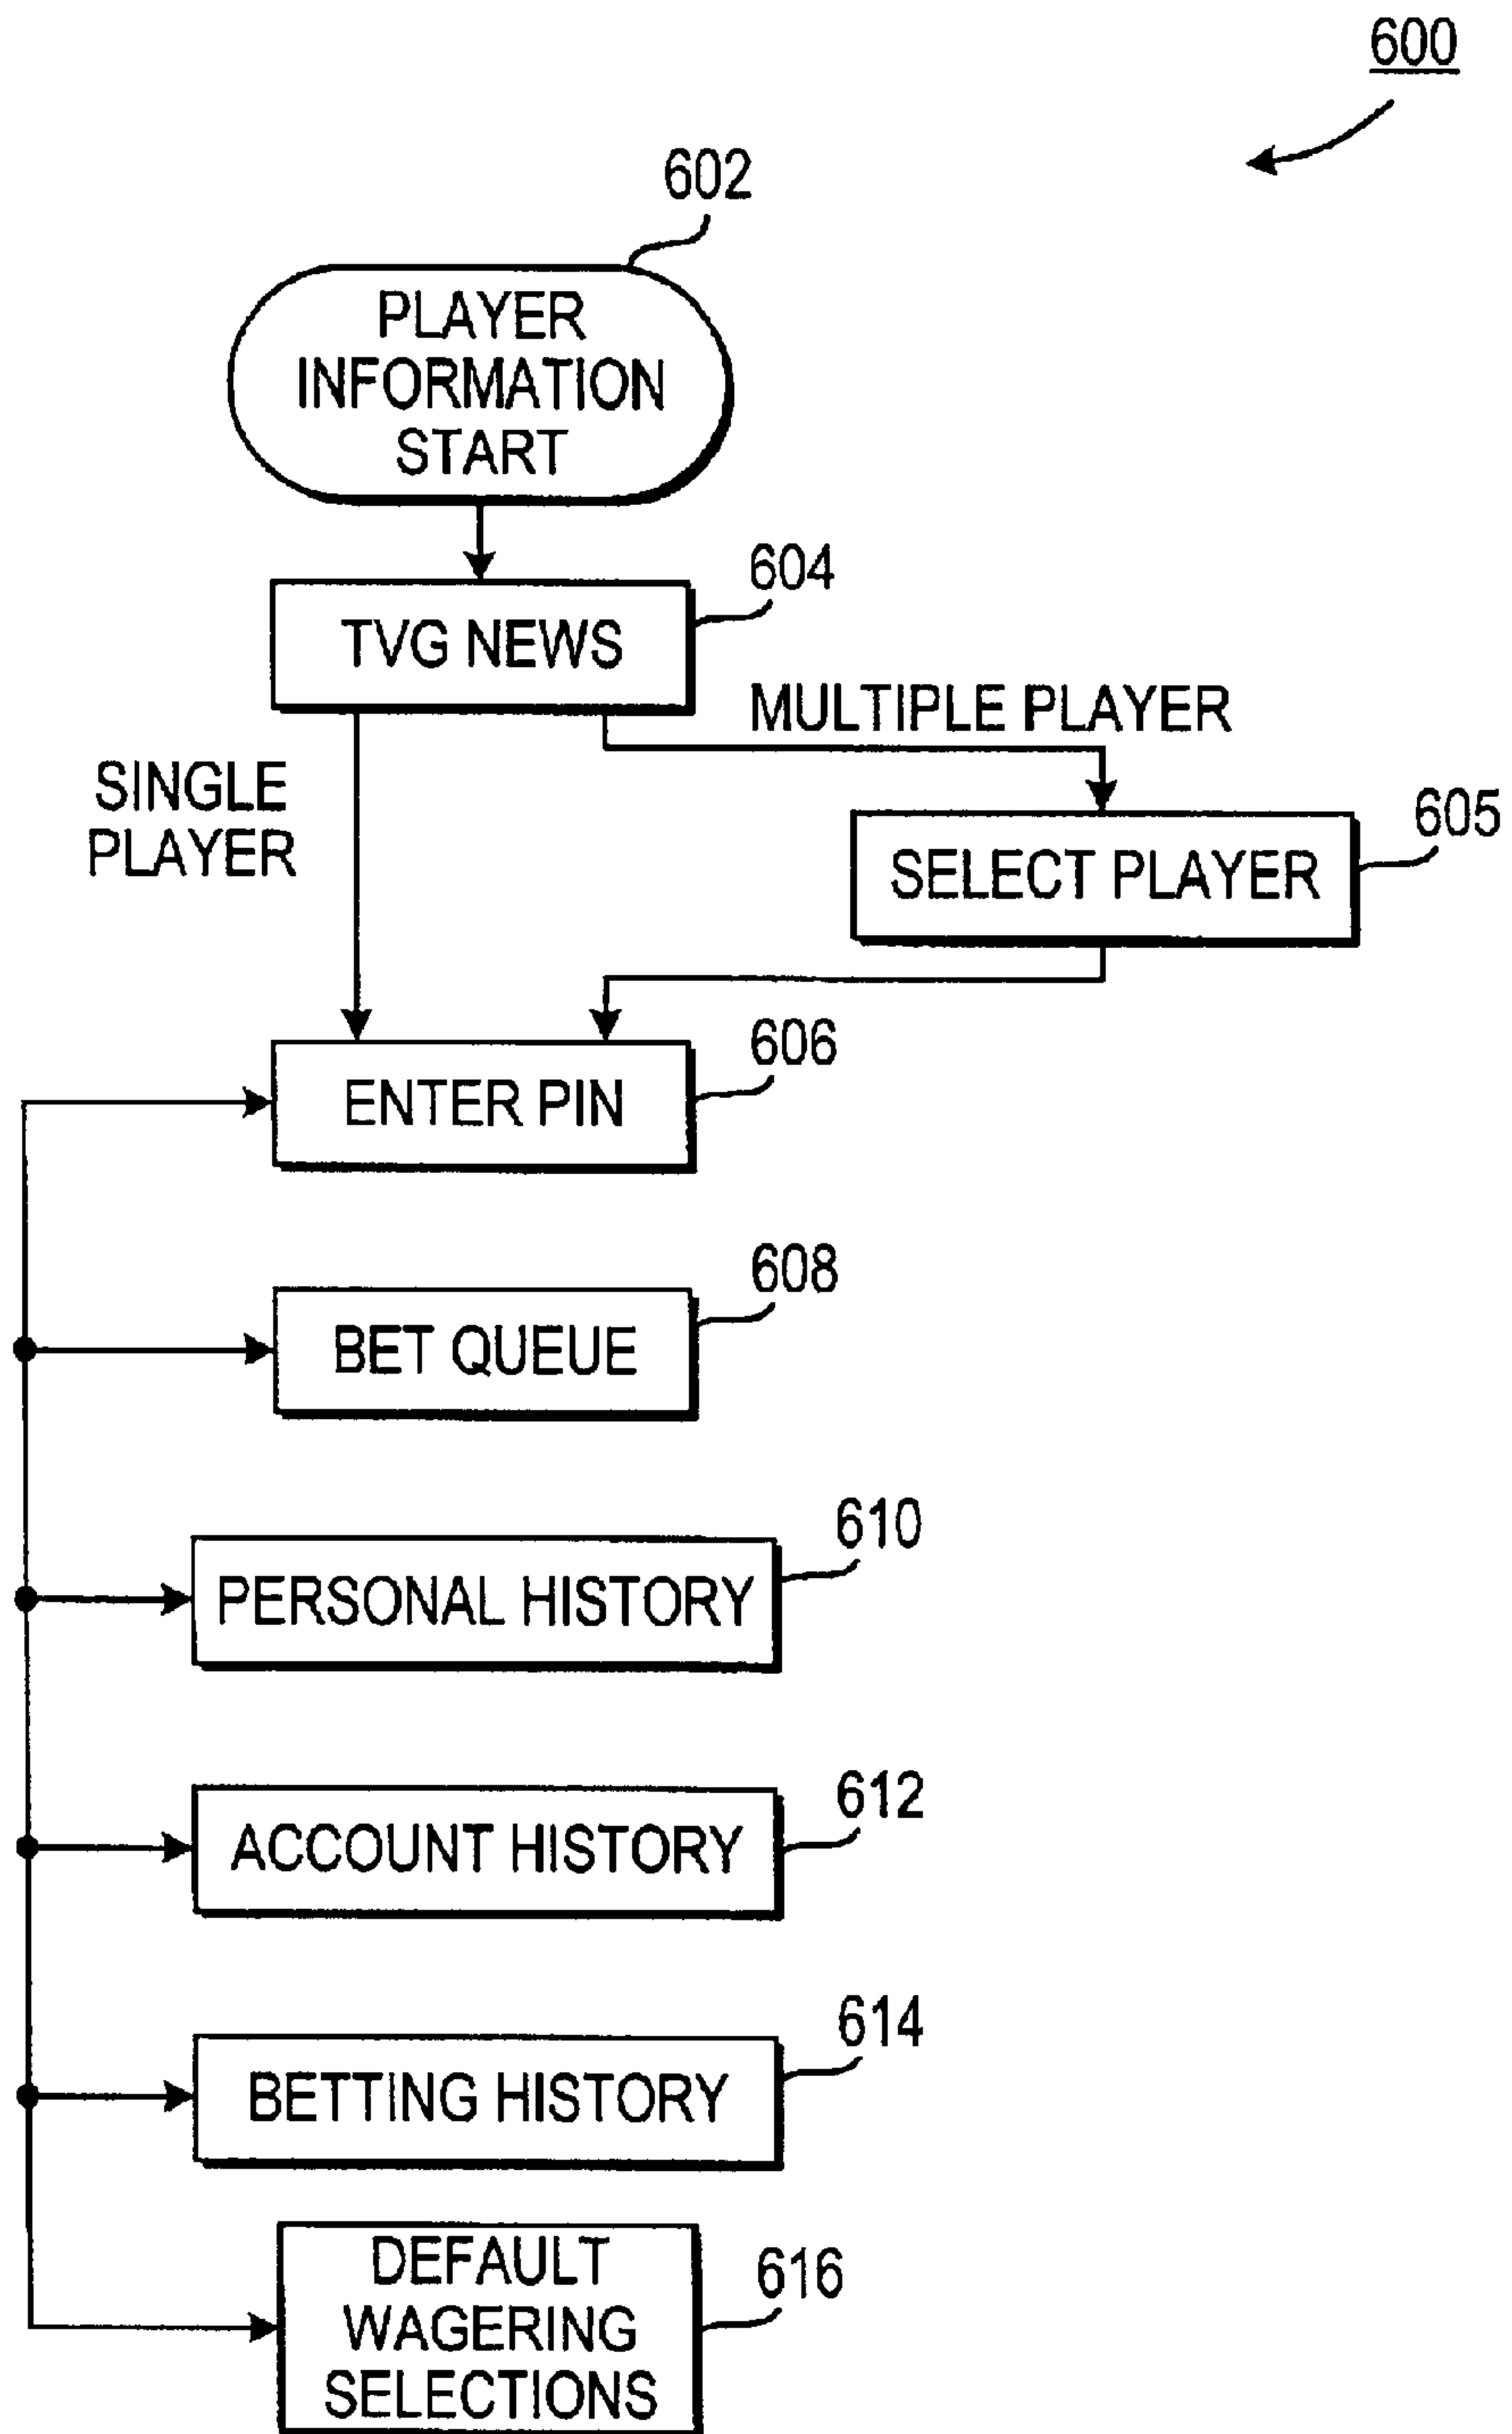 600
602
PLAYER
INFORMATION
START
604
TVG NEWS
MULTIPLE PLAYER
SINGLE
PLAYER
605
SELECT PLAYER
606
ENTER PIN
608
BET QUEUE
610
PERSONAL HISTORY
612
ACCOUNT HISTORY
614
BETTING HISTORY
616
DEFAULT
WAGERING
SELECTIONS